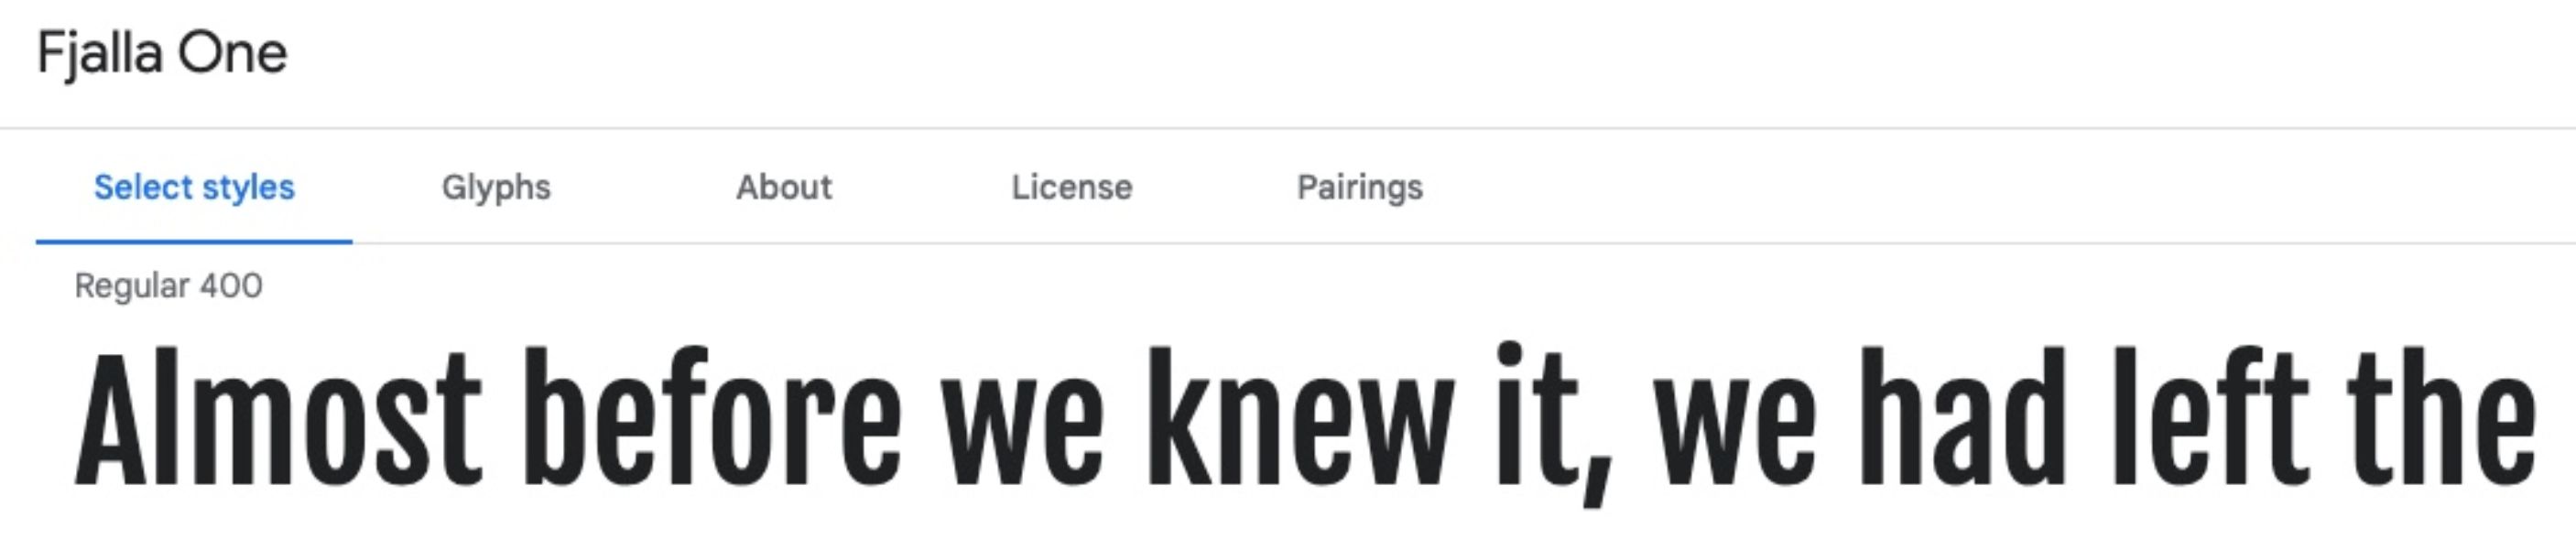 Fjalla One
Select styles Glyphs About License Pairings
Regular 400
Almost before we knew it, we had left the